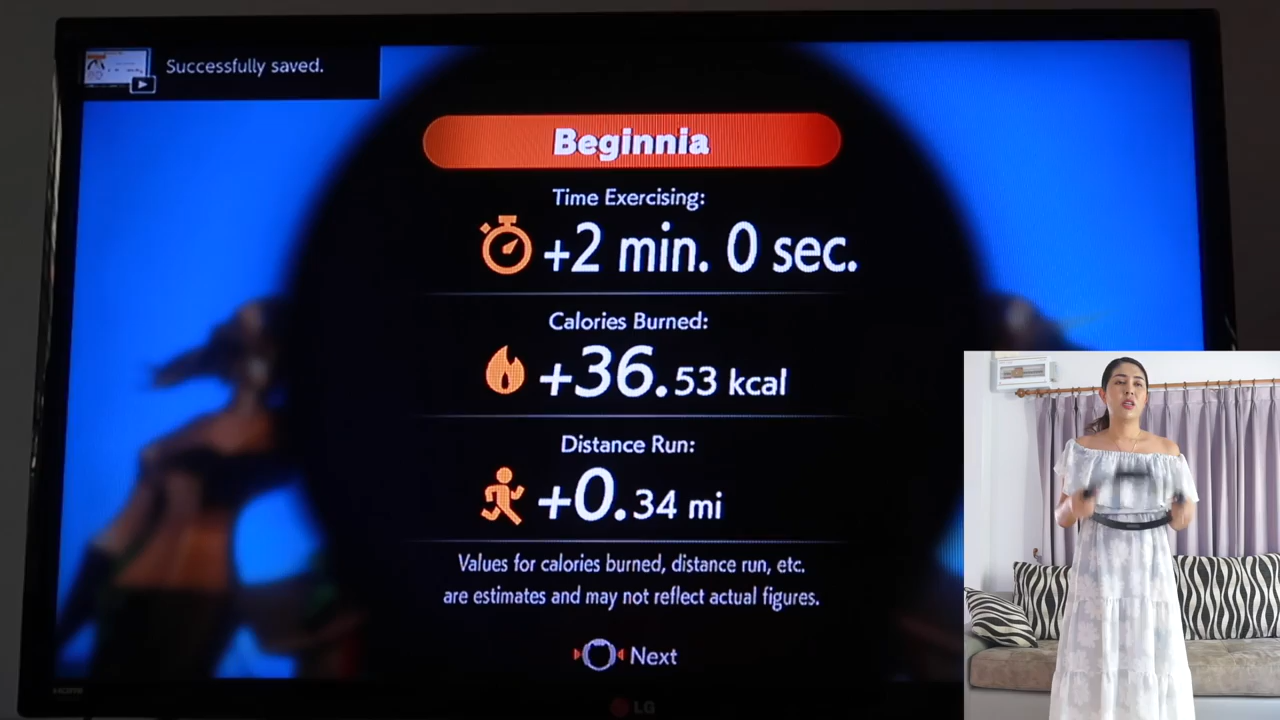 Successfully saved.
Beginnia
Time Exercising:
+2 min. 0 sec.
Calories Burned:
+36.53 kcal
Distance Run:
+0.34 mi
Values for calories burned, distance run, etc.
are estimates and may not reflect actual figures.
Next
HDMI
LG